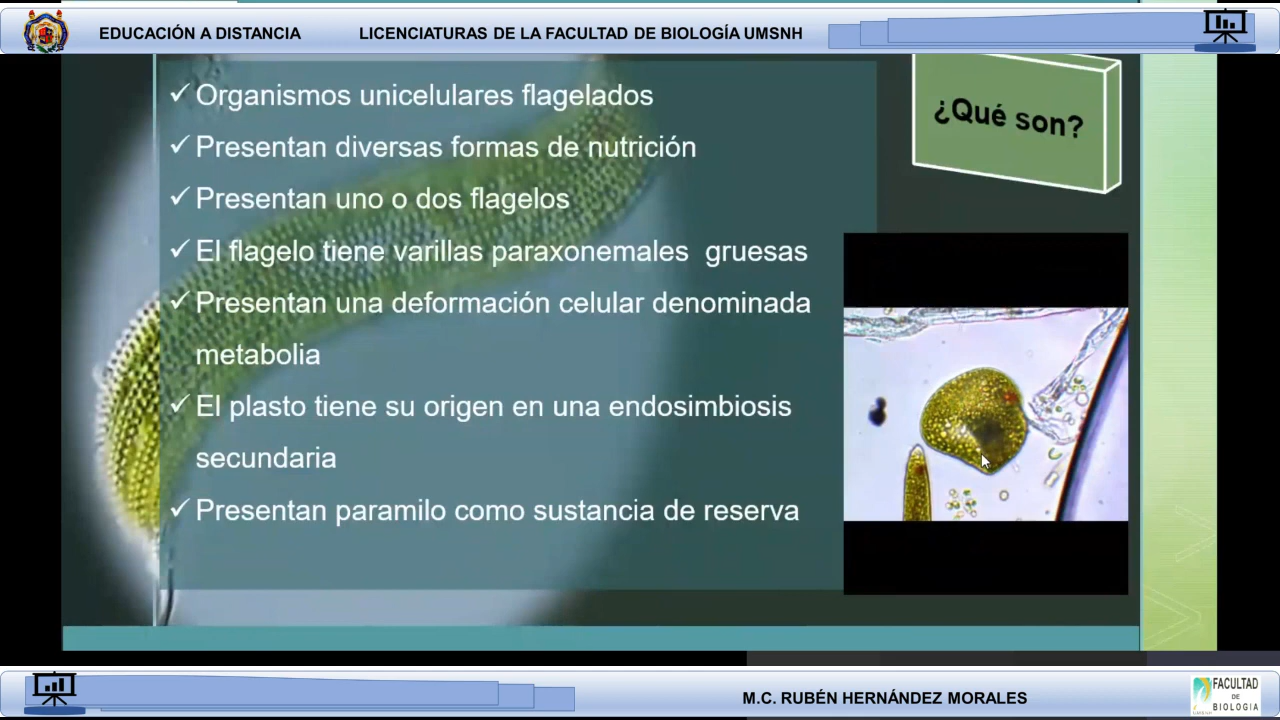 EDUCACIÓN A DISTANCIA
LICENCIATURAS DE LA FACULTAD DE BIOLOGÍA UMSNH
¿Qué son?
Organismos unicelulares flagelados
Presentan diversas formas de nutrición
Presentan uno o dos flagelos
El flagelo tiene varillas paraxonemales gruesas
Presentan una deformación celular denominada
metabolia
El plasto tiene su origen en una endosimbiosis
secundaria
Presentan paramilo como sustancia de reserva
M.C. RUBÉN HERNÁNDEZ MORALES
FACULTAD
DE
BIOLOGIA